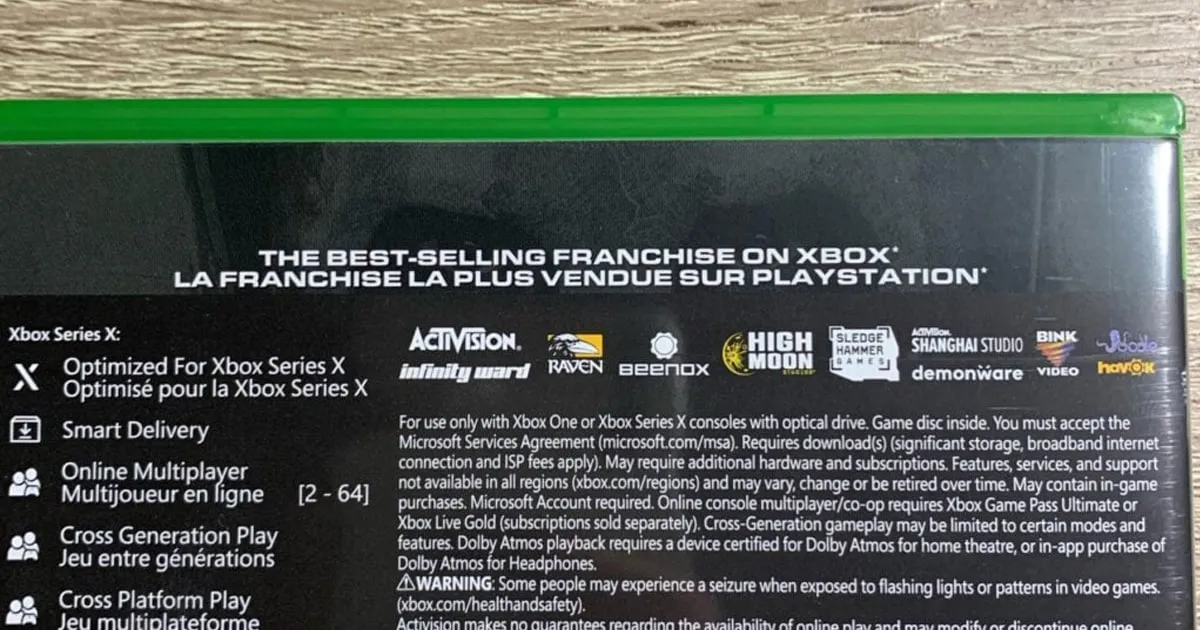 THE BEST-SELLING FRANCHISE ON XBOX*
LA FRANCHISE LA PLUS VENDUE SUR PLAYSTATION*
Xbox Series X:
Optimized For Xbox Series X
Optimisé pour la Xbox Series X
Smart Delivery
Online Multiplayer
Multijoueur en ligne [2 - 64]
Cross Generation Play
Jeu entre générations
Cross Platform Play
Jeu multiplateforme
ACTIVISION.
infinity ward
RAVEN
BEENOX
HIGH
MOON
STUDIOS
SLEDGE
HAMMER
GAMES
ACTIVISION.
SHANGHAI STUDIO
demonware
BINK
VIDEO
havok
For use only with Xbox One or Xbox Series X consoles with optical drive. Game disc inside. You must accept the
Microsoft Services Agreement (microsoft.com/msa). Requires download(s) (significant storage, broadband internet
connection and ISP fees apply). May require additional hardware and subscriptions. Features, services, and support
not available in all regions (xbox.com/regions) and may vary, change or be retired over time. May contain in-game
purchases. Microsoft Account required. Online console multiplayer/co-op requires Xbox Game Pass Ultimate or
Xbox Live Gold (subscriptions sold separately). Cross-Generation gameplay may be limited to certain modes and
features. Dolby Atmos playback requires a device certified for Dolby Atmos for home theatre, or in-app purchase of
Dolby Atmos for Headphones.
⚠WARNING: Some people may experience a seizure when exposed to flashing lights or patterns in video games.
(xbox.com/healthandsafety).
Activision makes no guarantees regarding the availability of online play and may modify or discontinue online